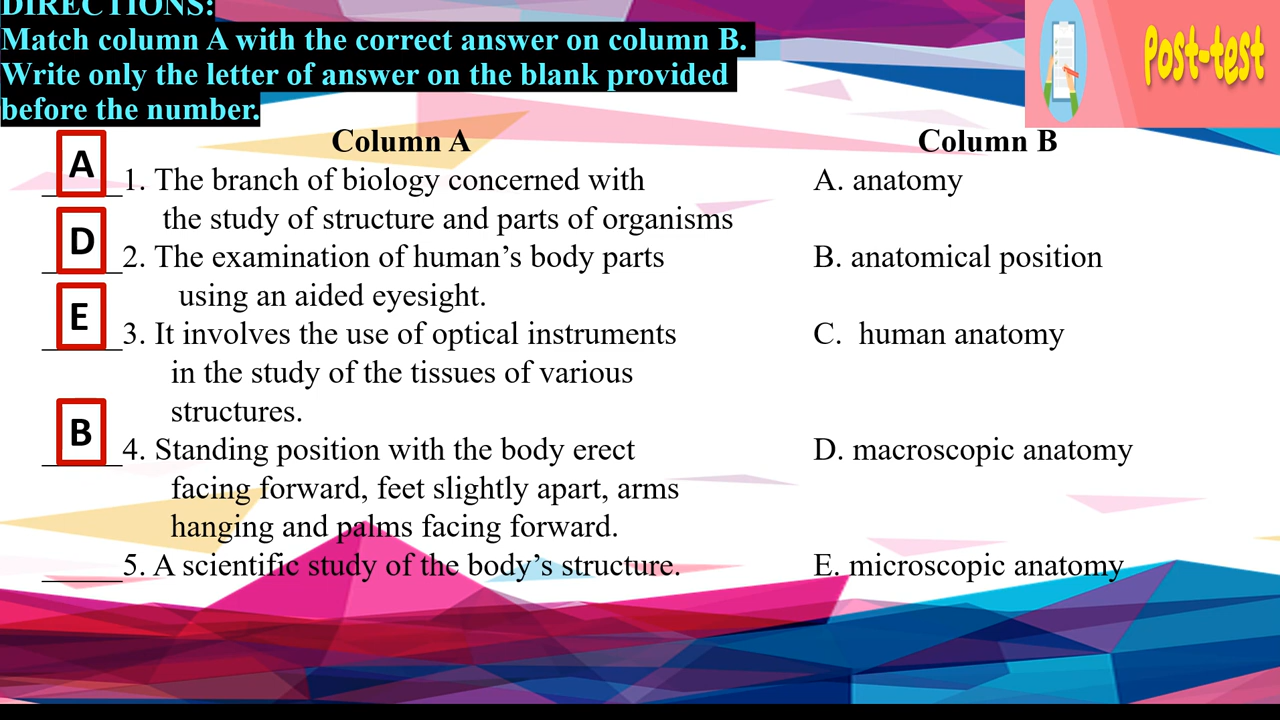 DIRECTIONS:
Match column A with the correct answer on column B.
Write only the letter of answer on the blank provided
before the number.
Post-test
Column A Column B
A ______1. The branch of biology concerned with A. anatomy
the study of structure and parts of organisms
D ______2. The examination of human’s body parts B. anatomical position
using an aided eyesight.
E ______3. It involves the use of optical instruments C. human anatomy
in the study of the tissues of various
structures.
B ______4. Standing position with the body erect D. macroscopic anatomy
facing forward, feet slightly apart, arms
hanging and palms facing forward.
______5. A scientific study of the body’s structure. E. microscopic anatomy